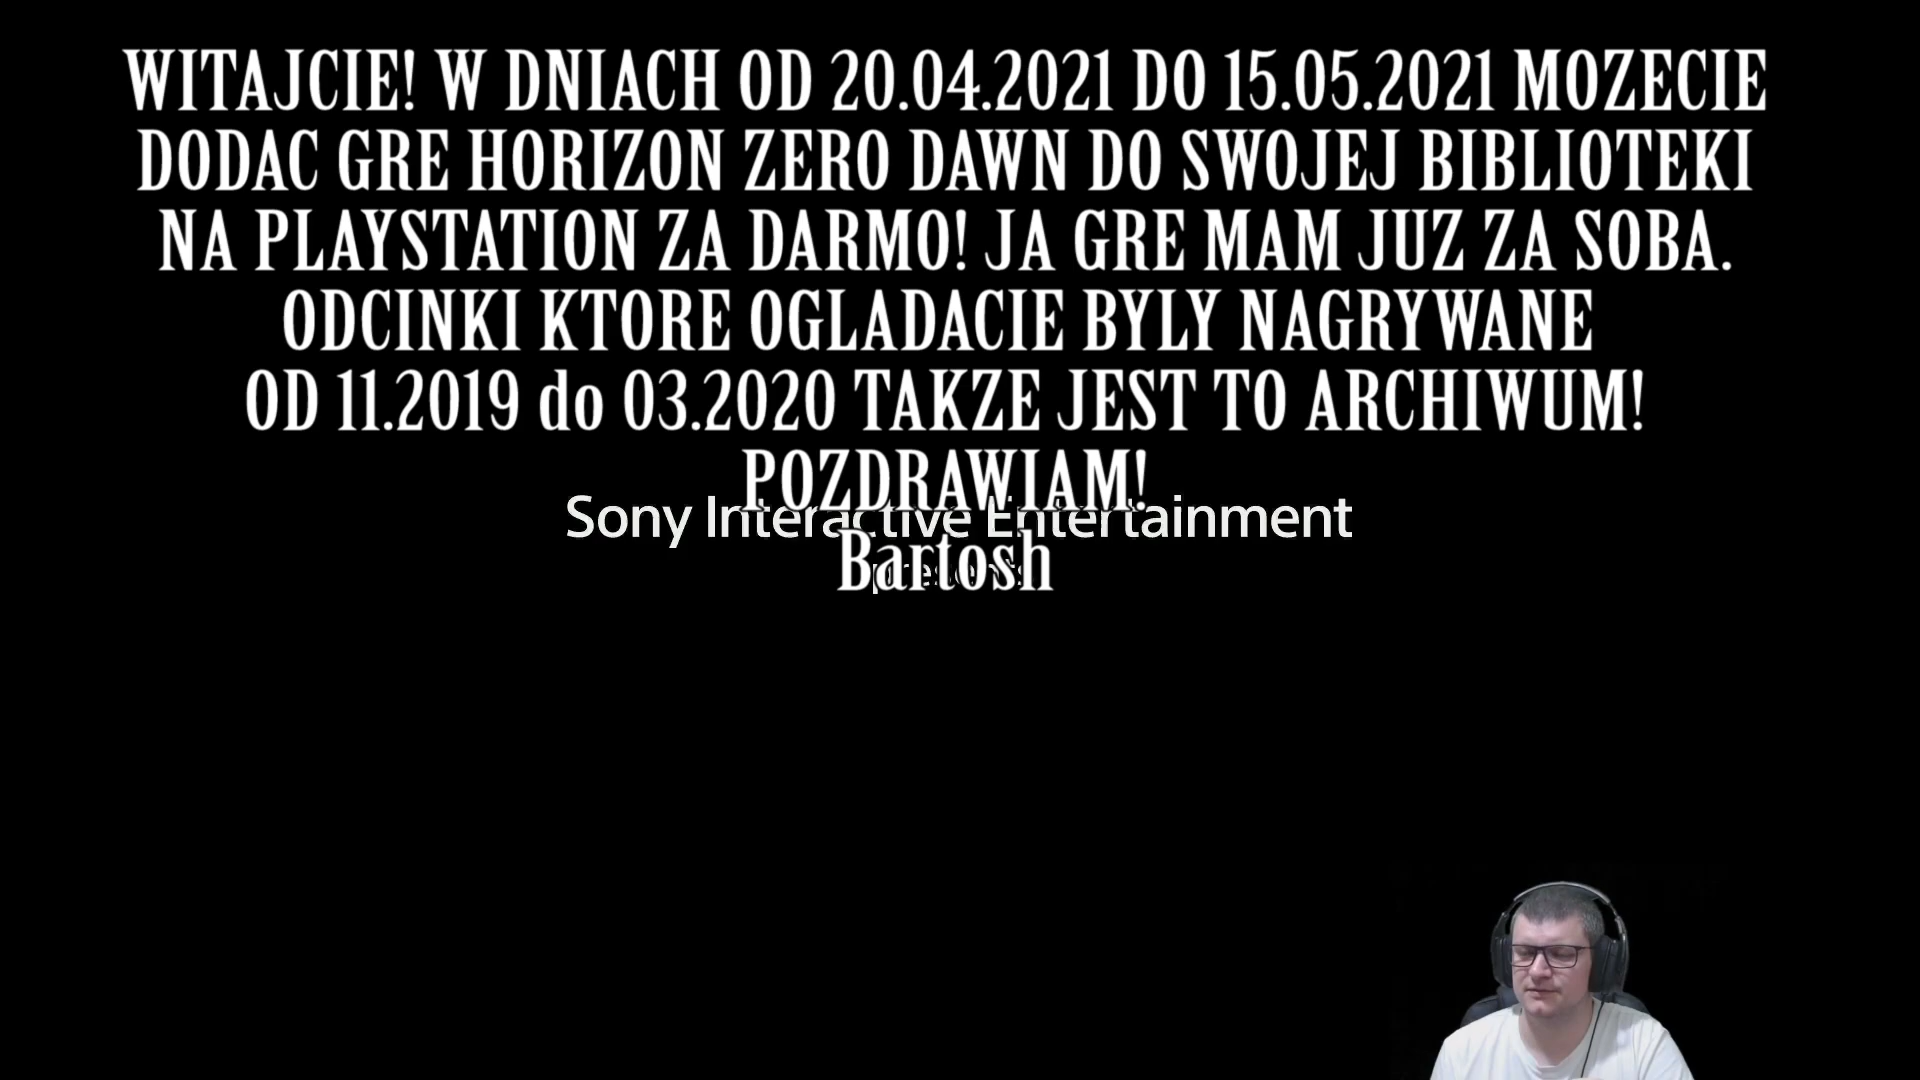 WITAJCIE! W DNIACH OD 20.04.2021 DO 15.05.2021 MOZECIE
DODAC GRE HORIZON ZERO DAWN DO SWOJEJ BIBLIOTEKI
NA PLAYSTATION ZA DARMO! JA GRE MAM JUZ ZA SOBA.
ODCINKI KTORE OGLADACIE BYLY NAGRYWANE
OD 11.2019 do 03.2020 TAKZE JEST TO ARCHIWUM!
POZDRAWIAM!
Sony Interactive Entertainment
Bartosh